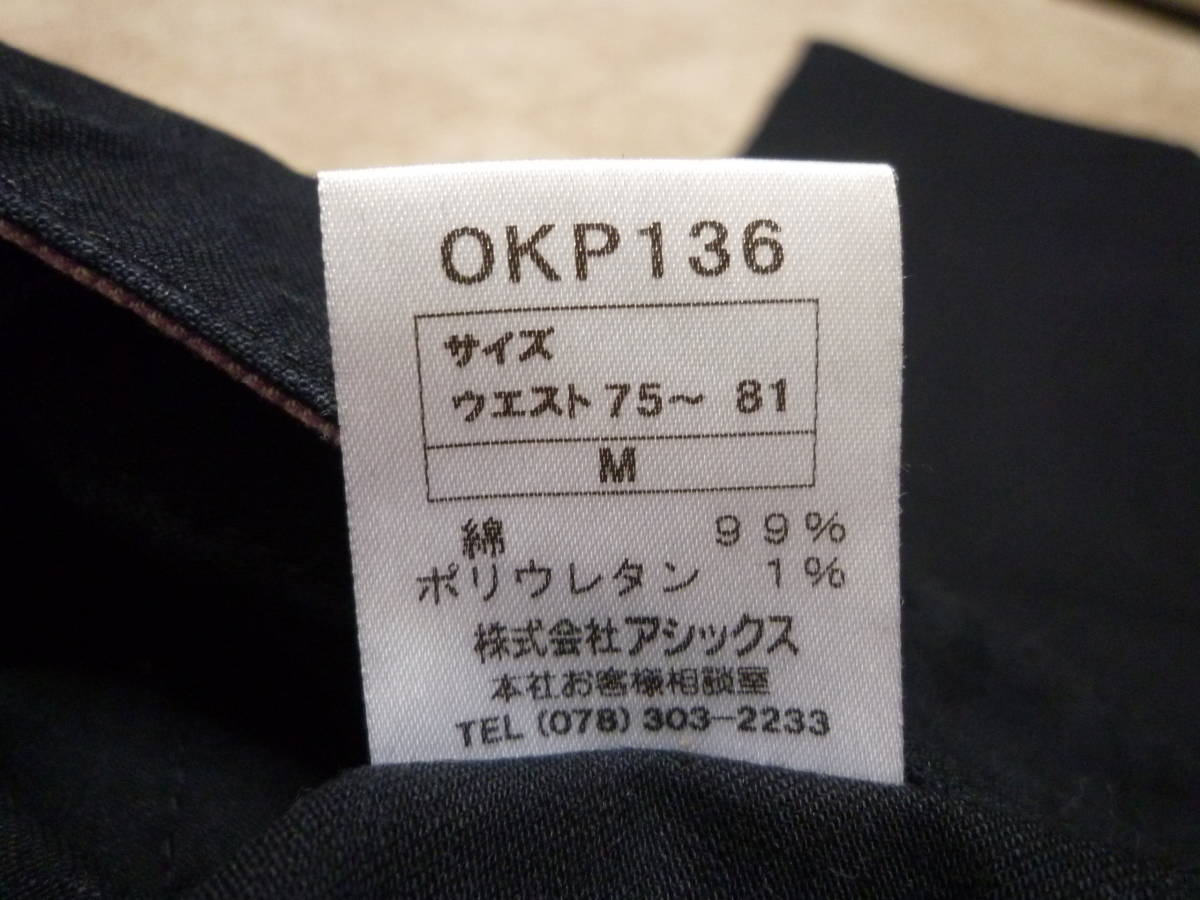 OKP136
サイズ
ウエスト 75～ 81
M
綿 99%
ポリウレタン 1%
株式会社アシックス
本社お客様相談室
TEL (078) 303-2233